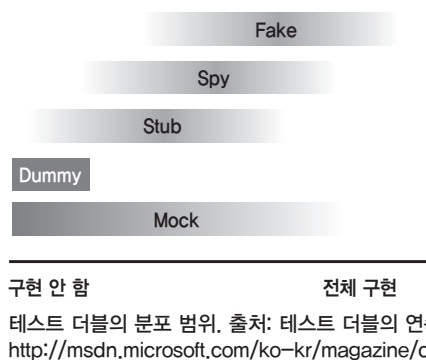 Fake
Spy
Stub
Dummy
Mock
구현 안 함 전체 구현
테스트 더블의 분포 범위. 출처: 테스트 더블의
http://msdn.microsoft.com/ko-kr/magazine/